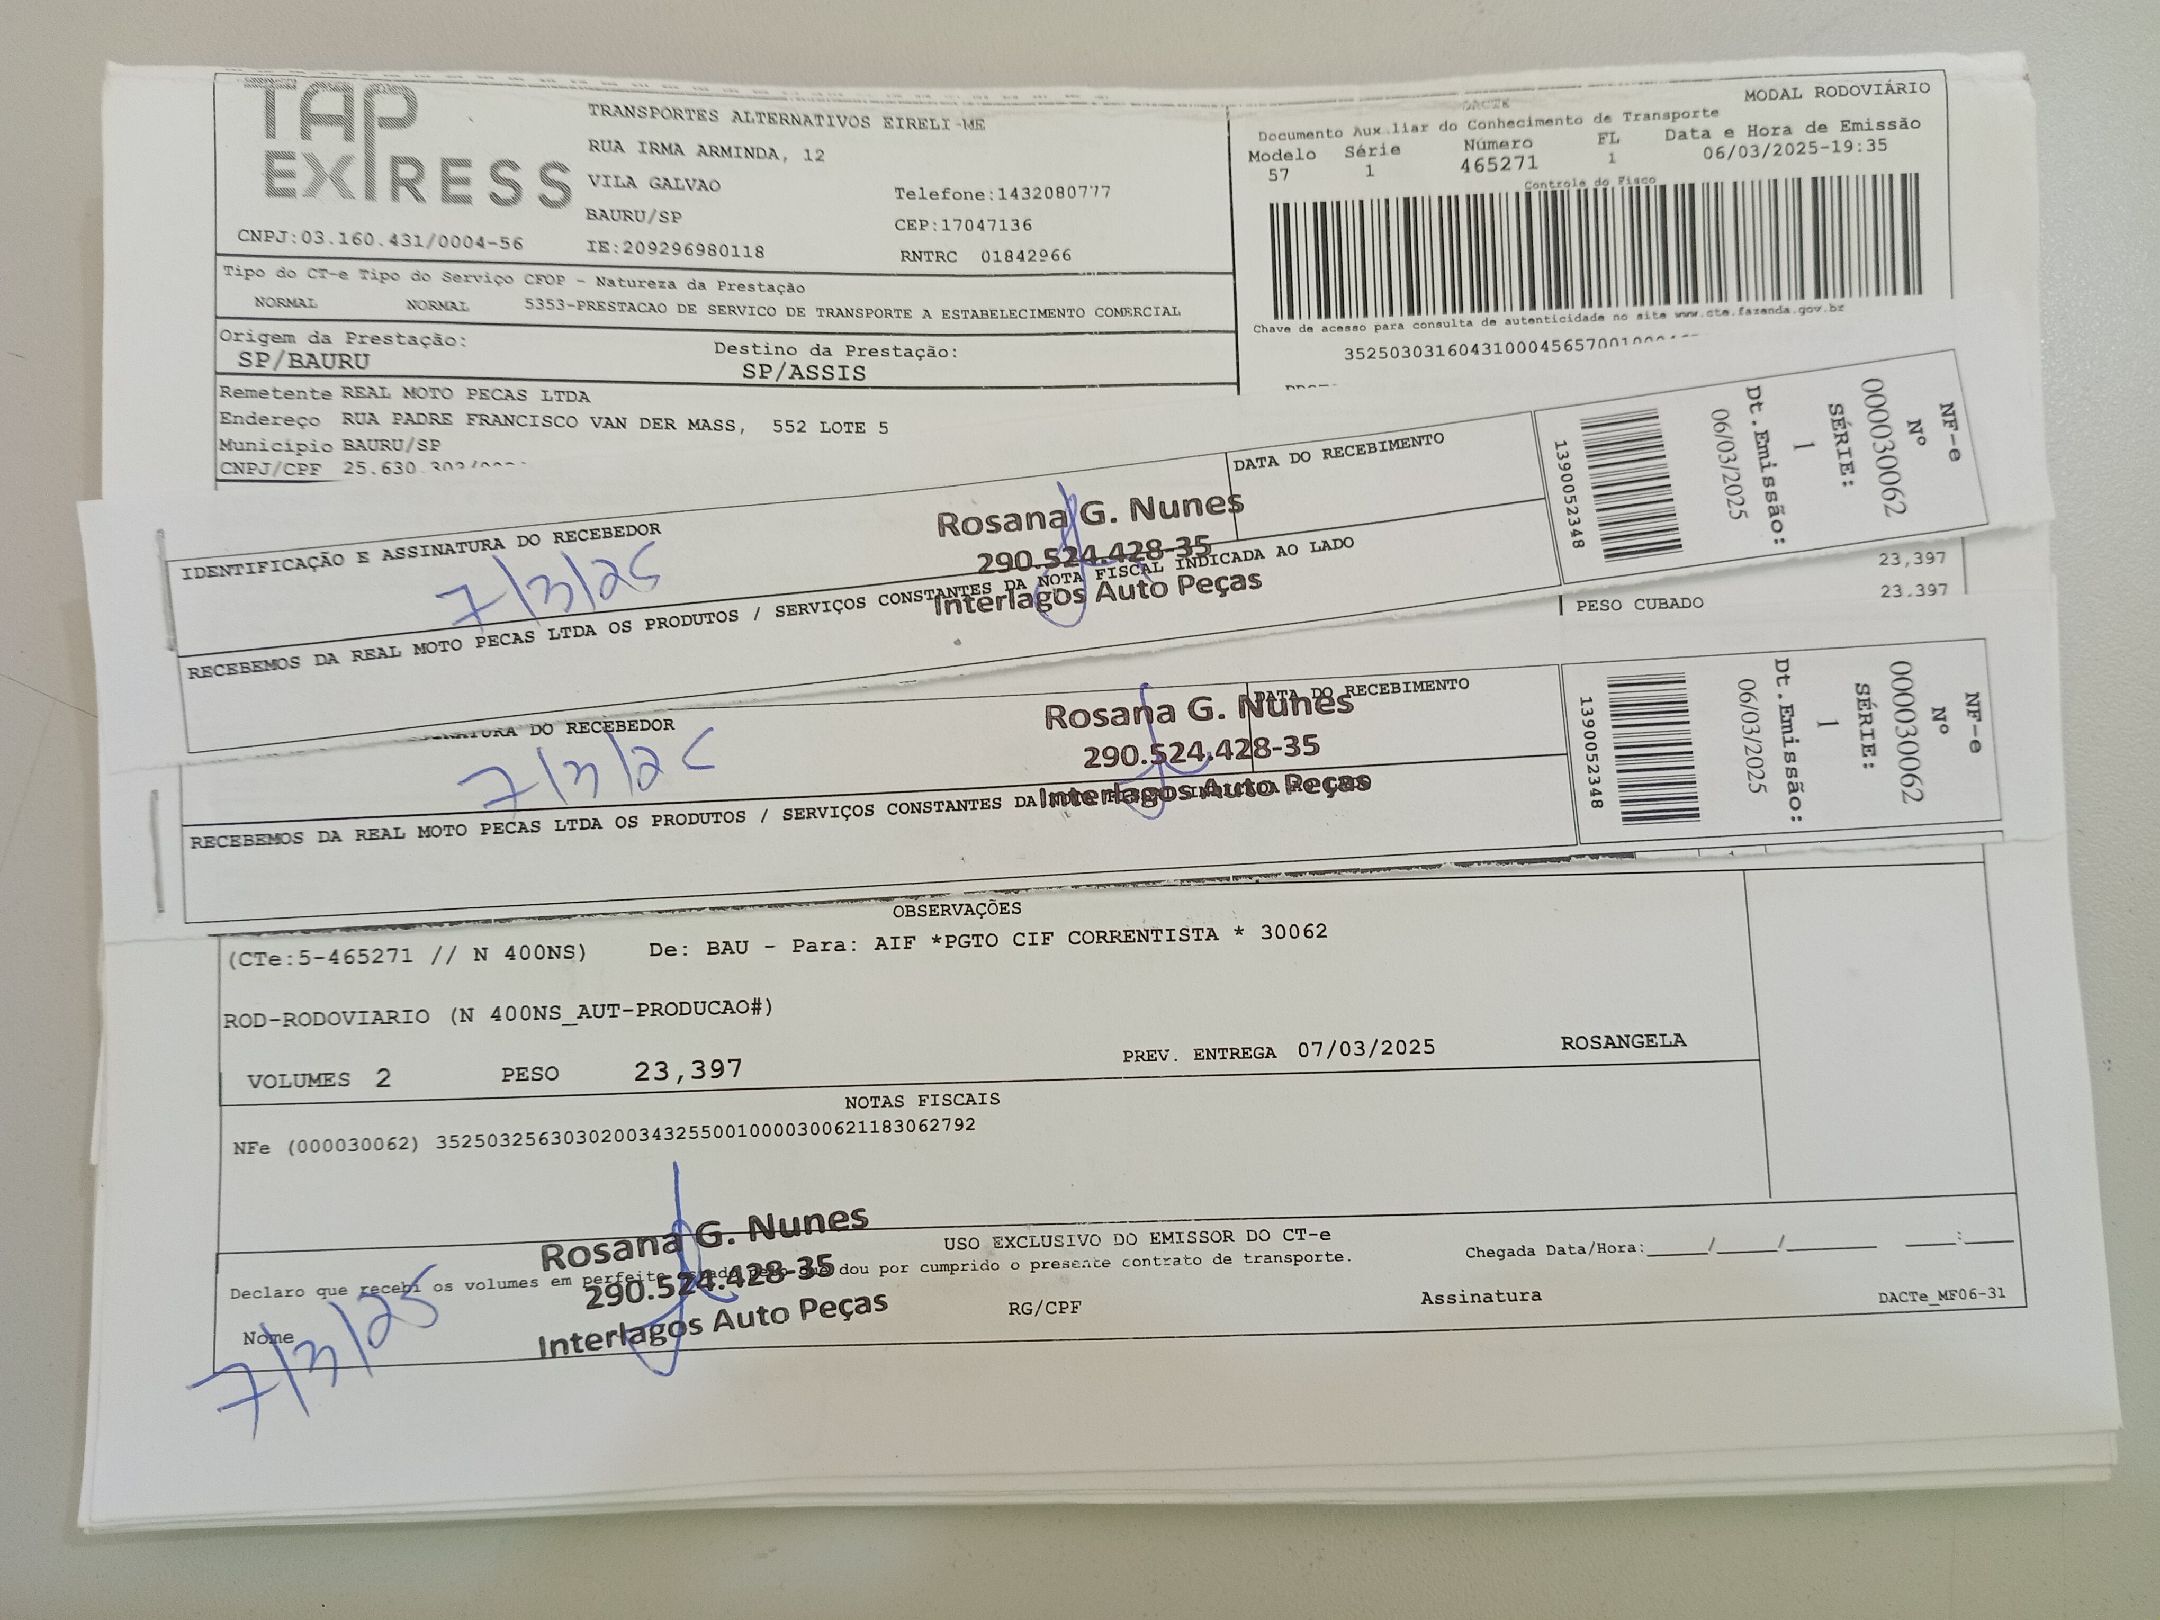 TAP
EXPRESS
TRANSPORTES ALTERNATIVOS EIRELI-ME
RUA IRMA ARMINDA, 12
VILA GALVAO
BAURU/SP
IE:209296980118
Telefone:1432080777
CEP:17047136
RNTRC 01842966
CNPJ:03.160.431/0004-56
DACTE
MODAL RODOVIÁRIO
Documento Auxiliar do Conhecimento de Transporte
Modelo Série Número FL Data e Hora de Emissão
57 1 465271 1 06/03/2025-19:35
Controle do Fisco
Chave de acesso para consulta de autenticidade no site www.cte.fazenda.gov.br
Tipo do CT-e Tipo do Serviço CFOP - Natureza da Prestação
NORMAL NORMAL 5353-PRESTACAO DE SERVICO DE TRANSPORTE A ESTABELECIMENTO COMERCIAL
Origem da Prestação: Destino da Prestação:
SP/BAURU SP/ASSIS
Remetente REAL MOTO PECAS LTDA
Endereço RUA PADRE FRANCISCO VAN DER MASS, 552 LOTE 5
Município BAURU/SP
CNPJ/CPF 25.630.
IDENTIFICAÇÃO E ASSINATURA DO RECEBEDOR
DATA DO RECEBIMENTO
7/3/25
Rosana G. Nunes
290.524.428-35
Interlagos Auto Peças
RECEBEMOS DA REAL MOTO PECAS LTDA OS PRODUTOS / SERVIÇOS CONSTANTES DA NOTA FISCAL INDICADA AO LADO
1390052348
Dt.Emissão:
06/03/2025
SÉRIE:
1
Nº
000030062
NF-e
23,397
PESO CUBADO 23.397
DO RECEBEDOR
DATA DO RECEBIMENTO
7/3/25
Rosana G. Nunes
290.524.428-35
Interlagos Auto Peças
RECEBEMOS DA REAL MOTO PECAS LTDA OS PRODUTOS / SERVIÇOS CONSTANTES DA
1390052348
Dt.Emissão:
06/03/2025
SÉRIE:
1
Nº
000030062
NF-e
OBSERVAÇÕES
(CTe:5-465271 // N 400NS) De: BAU - Para: AIF *PGTO CIF CORRENTISTA * 30062
ROD-RODOVIARIO (N 400NS_AUT-PRODUCAO#)
VOLUMES 2 PESO 23,397 PREV. ENTREGA 07/03/2025 ROSANGELA
NOTAS FISCAIS
NFe (000030062) 35250325630302003432550010000300621183062792
USO EXCLUSIVO DO EMISSOR DO CT-e
Declaro que recebi os volumes em perfeito dou por cumprido o presente contrato de transporte.
Chegada Data/Hora:_____/_____/_______ ____:____
Nome RG/CPF Assinatura DACTe_MF06-31
Rosana G. Nunes
290.524.428-35
Interlagos Auto Peças
7/3/25